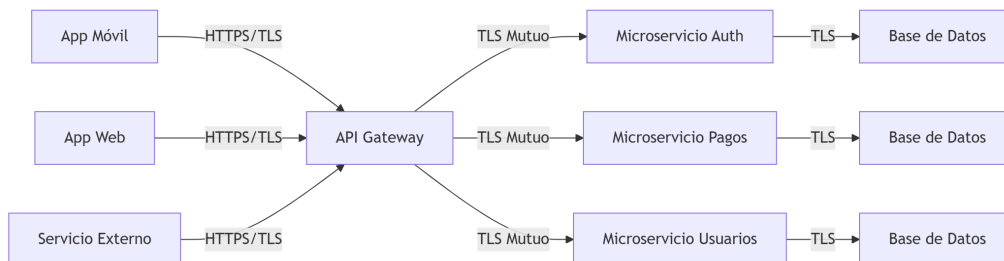 App Móvil
HTTPS/TLS
TLS Mutuo
Microservicio Auth
TLS
Base de Datos
App Web
HTTPS/TLS
API Gateway
TLS Mutuo
Microservicio Pagos
TLS
Base de Datos
Servicio Externo
HTTPS/TLS
TLS Mutuo
Microservicio Usuarios
TLS
Base de Datos